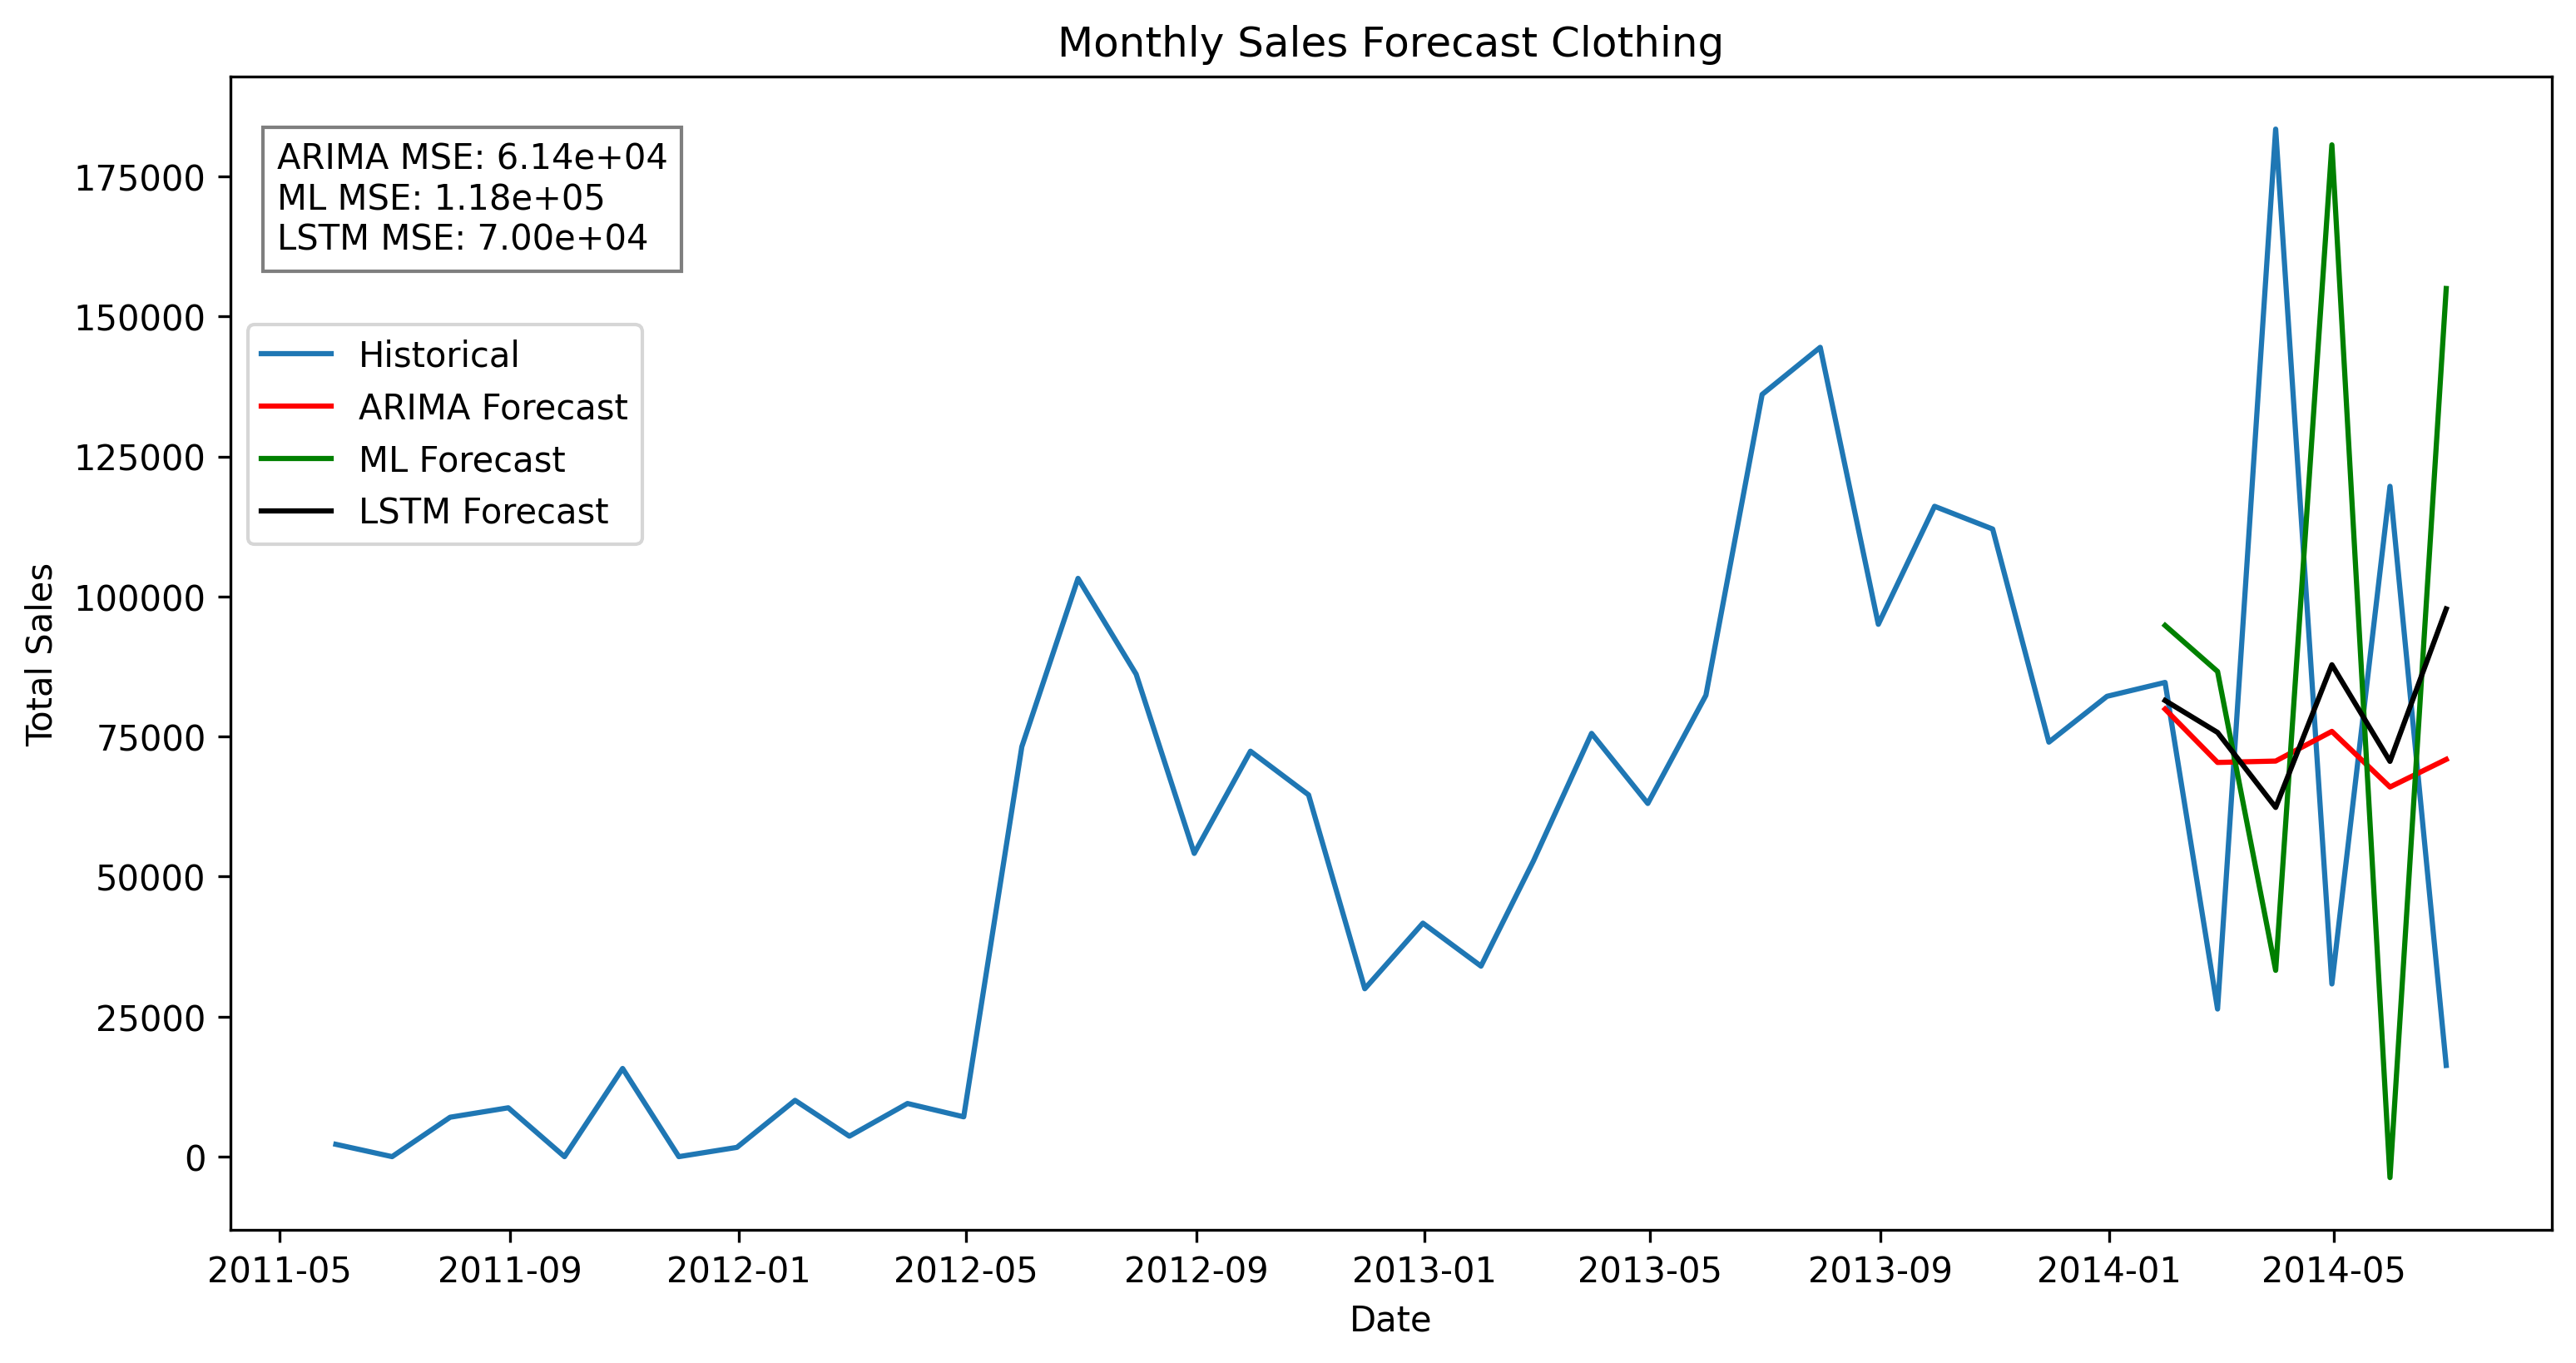 Monthly Sales Forecast Clothing
ARIMA MSE: 6.14e+04
ML MSE: 1.18e+05
LSTM MSE: 7.00e+04
Historical
ARIMA Forecast
ML Forecast
LSTM Forecast
Total Sales
175000
150000
125000
100000
75000
50000
25000
0
2011-05 2011-09 2012-01 2012-05 2012-09 2013-01 2013-05 2013-09 2014-01 2014-05
Date